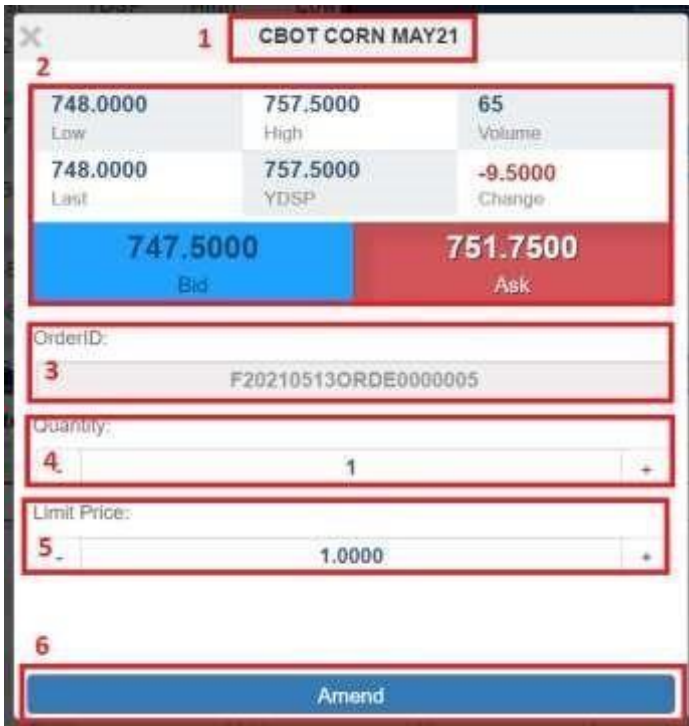 1 CBOT CORN MAY21
2
748.0000 757.5000 65
Low High Volume
748.0000 757.5000 -9.5000
Last YDSP Change
747.5000 751.7500
Bid Ask
OrderID:
3 F20210513ORDE0000005
Quantity:
4 - 1 +
Limit Price:
5 - 1.0000 +
6
Amend